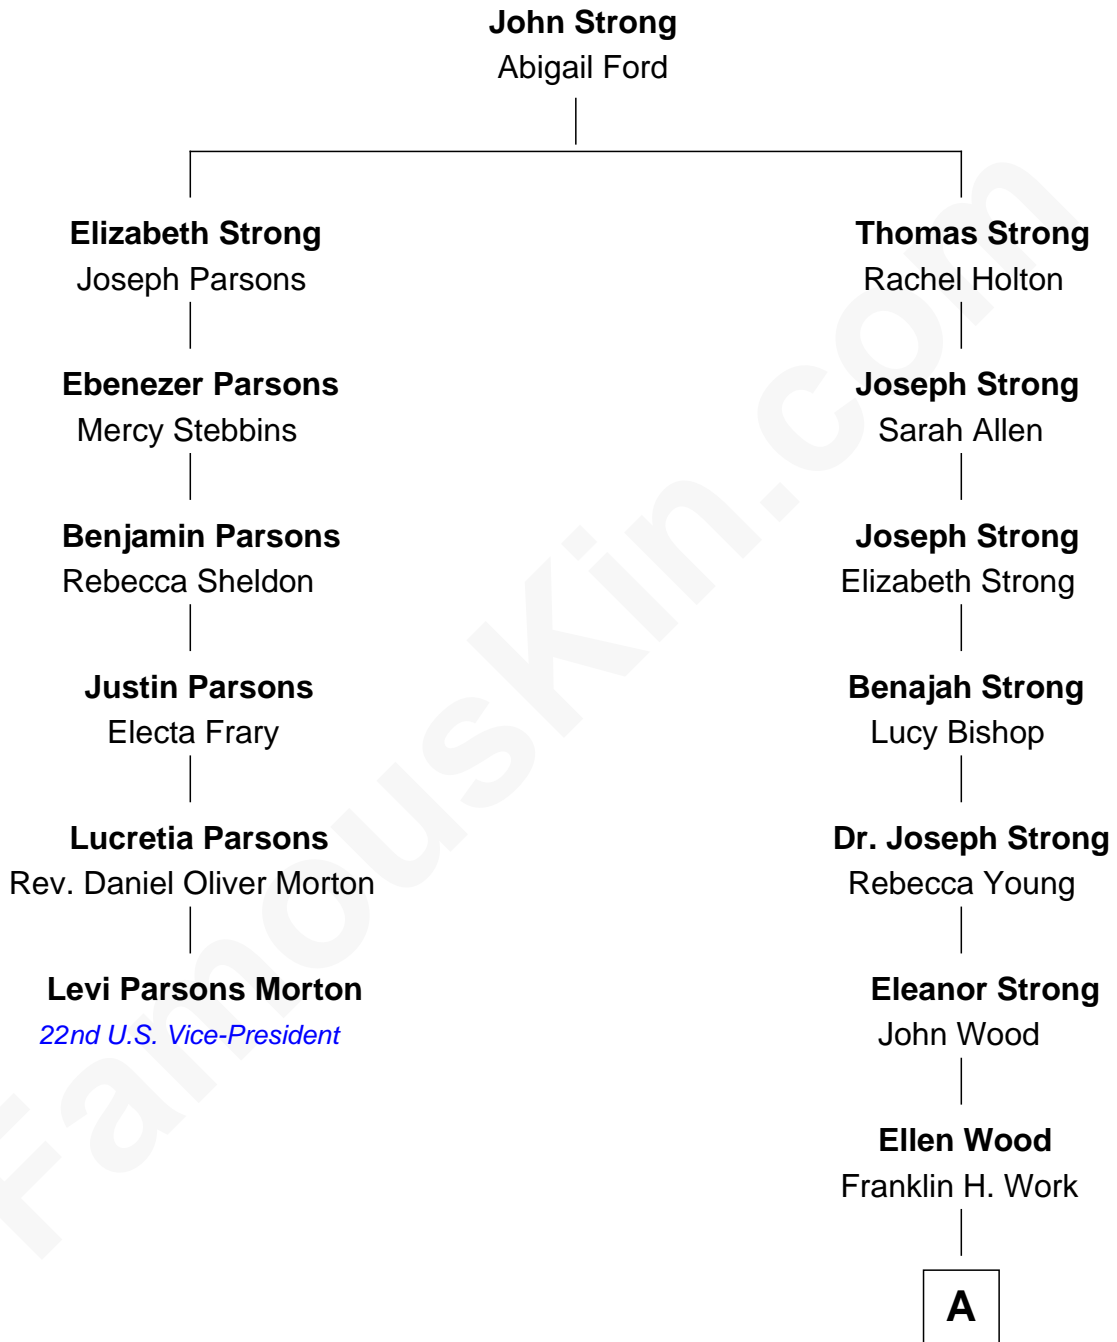 John Strong
Abigail Ford
Elizabeth Strong
Joseph Parsons
Thomas Strong
Rachel Holton
Ebenezer Parsons
Mercy Stebbins
Joseph Strong
Sarah Allen
Benjamin Parsons
Rebecca Sheldon
Joseph Strong
Elizabeth Strong
Justin Parsons
Electa Frary
Benajah Strong
Lucy Bishop
Lucretia Parsons
Rev. Daniel Oliver Morton
Dr. Joseph Strong
Rebecca Young
Levi Parsons Morton
22nd U.S. Vice-President
Eleanor Strong
John Wood
Ellen Wood
Franklin H. Work
A
FamousKin.com